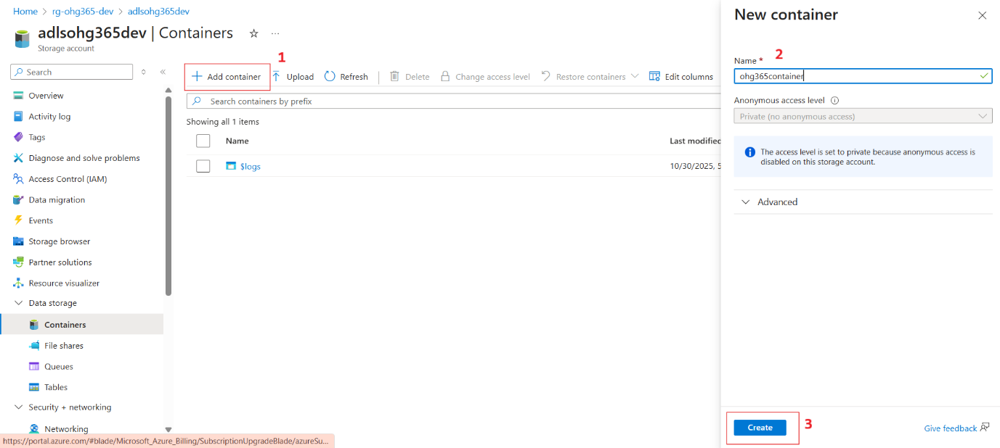 Home > rg-ohg365-dev > adlsohg365dev
adlsohg365dev | Containers
Storage account
Search
Overview
Activity log
Tags
Diagnose and solve problems
Access Control (IAM)
Data migration
Events
Storage browser
Partner solutions
Resource visualizer
Data storage
Containers
File shares
Queues
Tables
Security + networking
Networking
https://portal.azure.com/#blade/Microsoft_Azure_Billing/SubscriptionUpgradeBlade/azureSu...
1
Add container Upload Refresh Delete Change access level Restore containers Edit columns
Search containers by prefix
Showing all 1 items
Name Last modified
$logs 10/30/2025, 5
New container
Name * 2
ohg365container
Anonymous access level
Private (no anonymous access)
The access level is set to private because anonymous access is
disabled on this storage account.
Advanced
Create 3
Give feedback